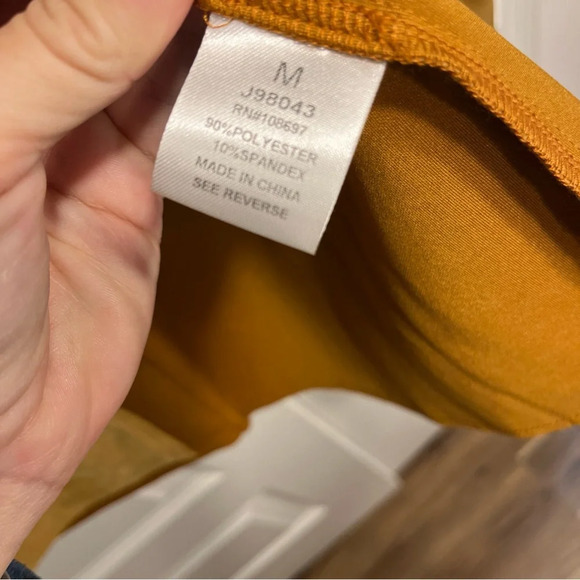 M
J98043
RN#108697
90%POLYESTER
10%SPANDEX
MADE IN CHINA
SEE REVERSE